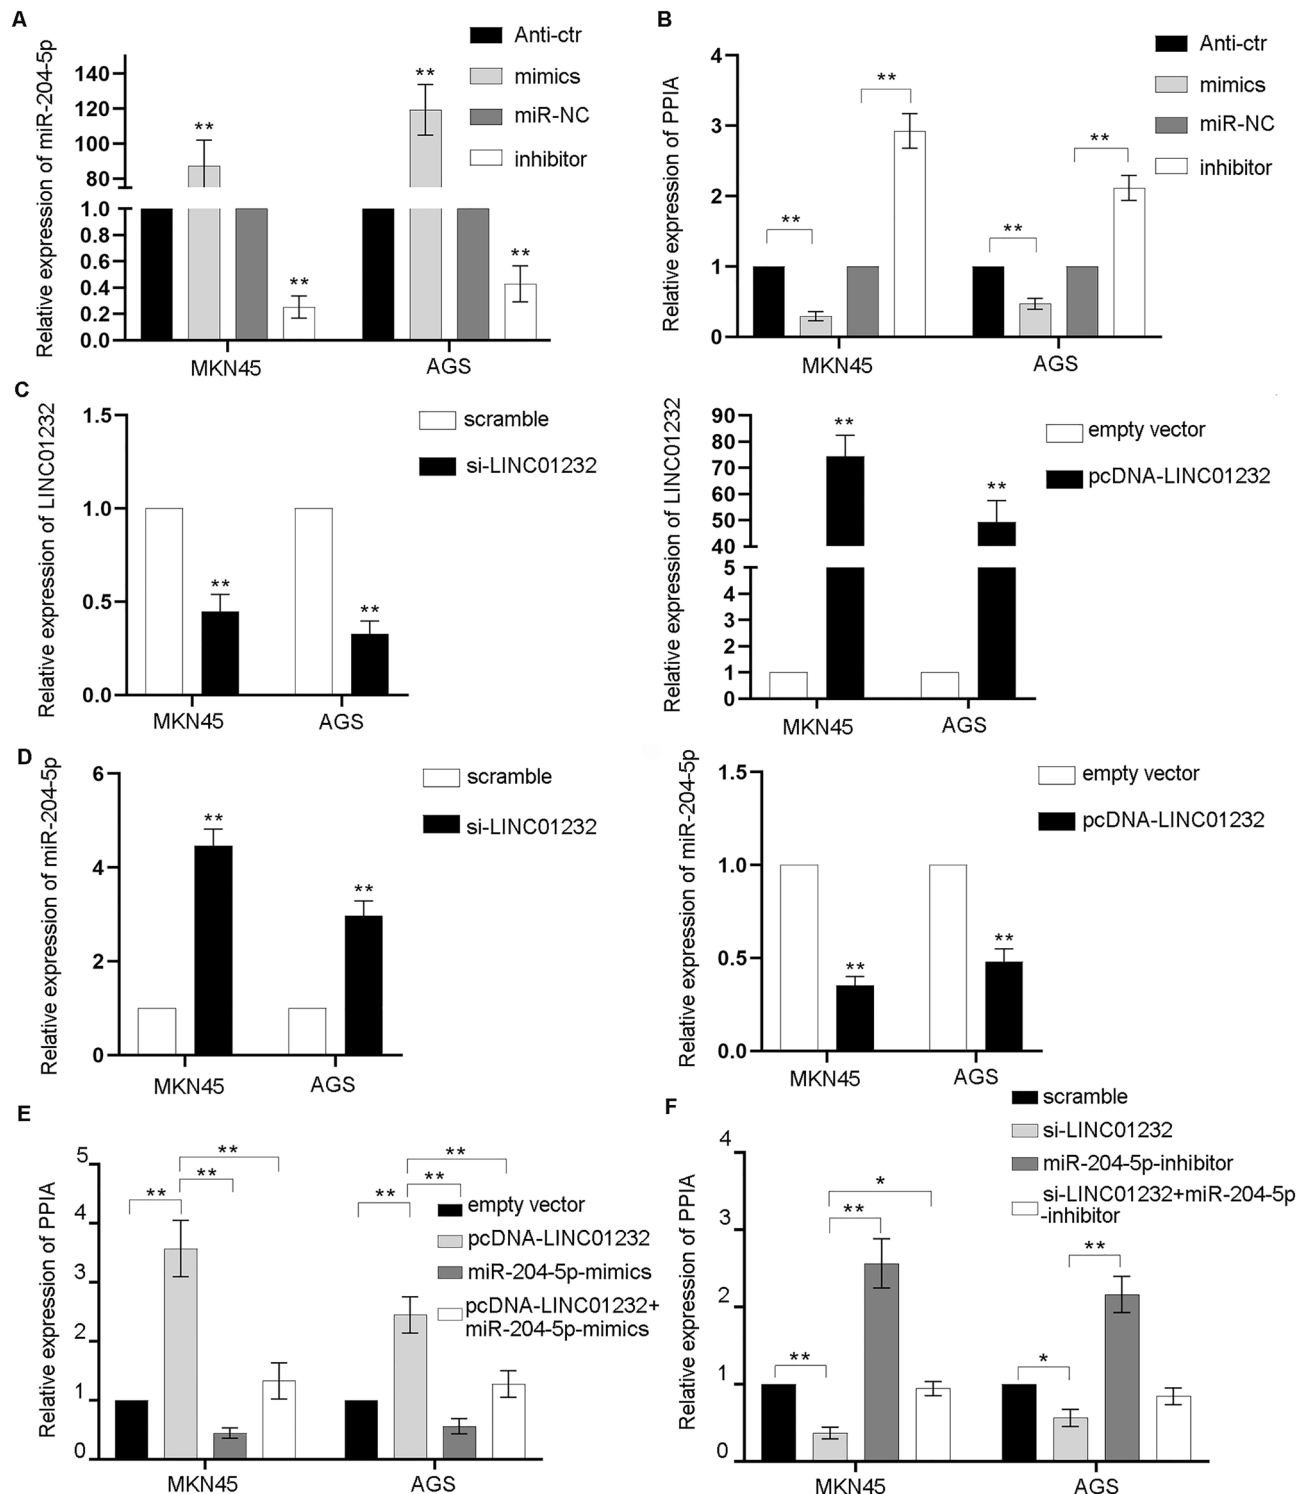 A
Relative expression of miR-204-5p
140
120
100
80
1.0
0.8
0.6
0.4
0.2
0.0
**
**
**
**
MKN45
AGS
Anti-ctr
mimics
miR-NC
inhibitor
B
Relative expression of PPIA
4
3
2
1
0
**
**
**
**
MKN45
AGS
Anti-ctr
mimics
miR-NC
inhibitor
C
Relative expression of LINC01232
1.5
1.0
0.5
0.0
**
**
MKN45
AGS
scramble
si-LINC01232
Relative expression of LINC01232
90
80
70
60
50
40
5
4
3
2
1
0
**
**
MKN45
AGS
empty vector
pcDNA-LINC01232
D
Relative expression of miR-204-5p
6
4
2
0
**
**
MKN45
AGS
scramble
si-LINC01232
Relative expression of miR-204-5p
1.5
1.0
0.5
0.0
**
**
MKN45
AGS
empty vector
pcDNA-LINC01232
E
Relative expression of PPIA
5
4
3
2
1
0
**
**
**
**
**
**
MKN45
AGS
empty vector
pcDNA-LINC01232
miR-204-5p-mimics
pcDNA-LINC01232+
miR-204-5p-mimics
F
Relative expression of PPIA
4
3
2
1
0
**
**
*
*
**
MKN45
AGS
scramble
si-LINC01232
miR-204-5p-inhibitor
si-LINC01232+miR-204-5p
-inhibitor